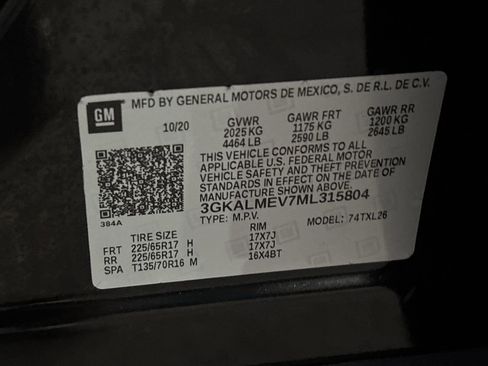 GM
MFD BY GENERAL MOTORS DE MEXICO, S. DE R.L. DE C.V.
10/20 GVWR GAWR FRT GAWR RR
2025 KG 1175 KG 1200 KG
4464 LB 2590 LB 2645 LB
THIS VEHICLE CONFORMS TO ALL
APPLICABLE U.S. FEDERAL MOTOR
VEHICLE SAFETY AND THEFT PREVENTION
STANDARDS IN EFFECT ON THE DATE OF
MANUFACTURE SHOWN ABOVE.
3GKALMEV7ML315804
384A
TYPE: M.P.V. MODEL: 74TXL26
TIRE SIZE RIM
FRT 225/65R17 H 17X7J
RR 225/65R17 H 17X7J
SPA T135/70R16 M 16X4BT